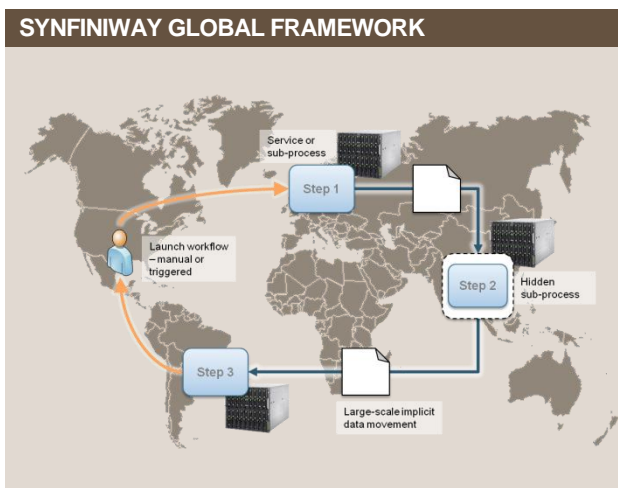 SYNFINIWAY GLOBAL FRAMEWORK
Service or
sub-process
Step 1
Launch workflow
– manual or
triggered
Step 2
Hidden
sub-process
Step 3
Large-scale implicit
data movement